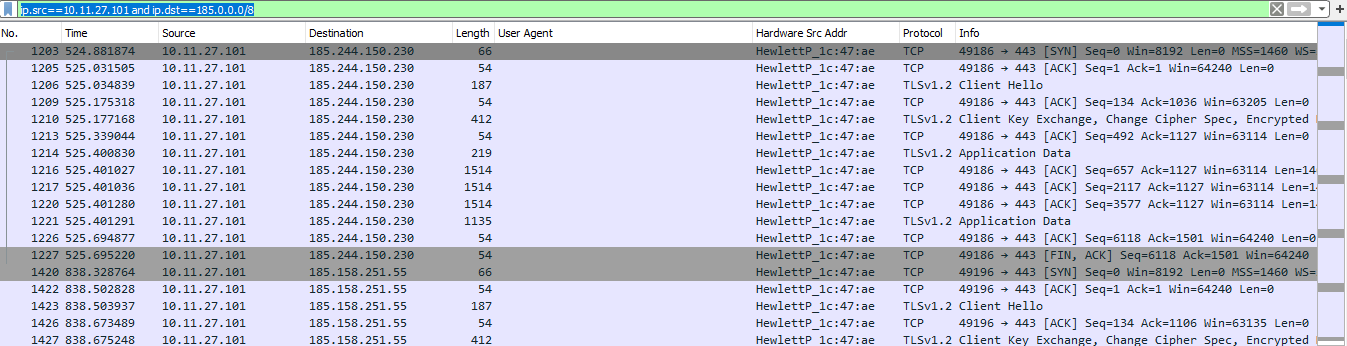 ip.src==10.11.27.101 and ip.dst==185.0.0.0/8
No. Time Source Destination Length User Agent Hardware Src Addr Protocol Info
1203 524.881874 10.11.27.101 185.244.150.230 66 HewlettP_1c:47:ae TCP 49186 → 443 [SYN] Seq=0 Win=8192 Len=0 MSS=1460 WS=
1205 525.031505 10.11.27.101 185.244.150.230 54 HewlettP_1c:47:ae TCP 49186 → 443 [ACK] Seq=1 Ack=1 Win=64240 Len=0
1206 525.034839 10.11.27.101 185.244.150.230 187 HewlettP_1c:47:ae TLSv1.2 Client Hello
1209 525.175318 10.11.27.101 185.244.150.230 54 HewlettP_1c:47:ae TCP 49186 → 443 [ACK] Seq=134 Ack=1036 Win=63205 Len=0
1210 525.177168 10.11.27.101 185.244.150.230 412 HewlettP_1c:47:ae TLSv1.2 Client Key Exchange, Change Cipher Spec, Encrypted
1213 525.339044 10.11.27.101 185.244.150.230 54 HewlettP_1c:47:ae TCP 49186 → 443 [ACK] Seq=492 Ack=1127 Win=63114 Len=0
1214 525.400830 10.11.27.101 185.244.150.230 219 HewlettP_1c:47:ae TLSv1.2 Application Data
1216 525.401027 10.11.27.101 185.244.150.230 1514 HewlettP_1c:47:ae TCP 49186 → 443 [ACK] Seq=657 Ack=1127 Win=63114 Len=14
1217 525.401036 10.11.27.101 185.244.150.230 1514 HewlettP_1c:47:ae TCP 49186 → 443 [ACK] Seq=2117 Ack=1127 Win=63114 Len=1
1220 525.401280 10.11.27.101 185.244.150.230 1514 HewlettP_1c:47:ae TCP 49186 → 443 [ACK] Seq=3577 Ack=1127 Win=63114 Len=1
1221 525.401291 10.11.27.101 185.244.150.230 1135 HewlettP_1c:47:ae TLSv1.2 Application Data
1226 525.694877 10.11.27.101 185.244.150.230 54 HewlettP_1c:47:ae TCP 49186 → 443 [ACK] Seq=6118 Ack=1501 Win=64240 Len=0
1227 525.695220 10.11.27.101 185.244.150.230 54 HewlettP_1c:47:ae TCP 49186 → 443 [FIN, ACK] Seq=6118 Ack=1501 Win=64240
1420 838.328764 10.11.27.101 185.158.251.55 66 HewlettP_1c:47:ae TCP 49196 → 443 [SYN] Seq=0 Win=8192 Len=0 MSS=1460 WS=
1422 838.502828 10.11.27.101 185.158.251.55 54 HewlettP_1c:47:ae TCP 49196 → 443 [ACK] Seq=1 Ack=1 Win=64240 Len=0
1423 838.503937 10.11.27.101 185.158.251.55 187 HewlettP_1c:47:ae TLSv1.2 Client Hello
1426 838.673489 10.11.27.101 185.158.251.55 54 HewlettP_1c:47:ae TCP 49196 → 443 [ACK] Seq=134 Ack=1106 Win=63135 Len=0
1427 838.675248 10.11.27.101 185.158.251.55 412 HewlettP_1c:47:ae TLSv1.2 Client Key Exchange, Change Cipher Spec, Encrypted